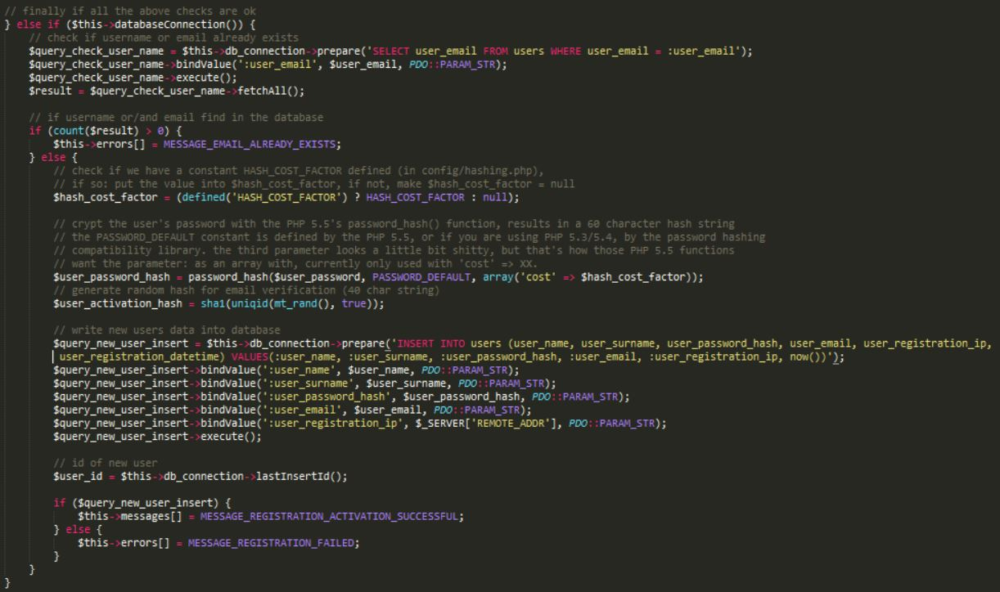 // finally if all the above checks are ok
} else if ($this->databaseConnection()) {
// check if username or email already exists
$query_check_user_name = $this->db_connection->prepare('SELECT user_email FROM users WHERE user_email = :user_email');
$query_check_user_name->bindValue(':user_email', $user_email, PDO::PARAM_STR);
$query_check_user_name->execute();
$result = $query_check_user_name->fetchAll();
// if username or/and email find in the database
if (count($result) > 0) {
$this->errors[] = MESSAGE_EMAIL_ALREADY_EXISTS;
} else {
// check if we have a constant HASH_COST_FACTOR defined (in config/hashing.php),
// if so: put the value into $hash_cost_factor, if not, make $hash_cost_factor = null
$hash_cost_factor = (defined('HASH_COST_FACTOR') ? HASH_COST_FACTOR : null);
// crypt the user's password with the PHP 5.5's password_hash() function, results in a 60 character hash string
// the PASSWORD_DEFAULT constant is defined by the PHP 5.5, or if you are using PHP 5.3/5.4, by the password hashing
// compatibility library. the third parameter looks a little bit shitty, but that's how those PHP 5.5 functions
// want the parameter: as an array with, currently only used with 'cost' => XX.
$user_password_hash = password_hash($user_password, PASSWORD_DEFAULT, array('cost' => $hash_cost_factor));
// generate random hash for email verification (40 char string)
$user_activation_hash = sha1(uniqid(mt_rand(), true));
// write new users data into database
$query_new_user_insert = $this->db_connection->prepare('INSERT INTO users (user_name, user_surname, user_password_hash, user_email, user_registration_ip,
user_registration_datetime) VALUES(:user_name, :user_surname, :user_password_hash, :user_email, :user_registration_ip, now())');
$query_new_user_insert->bindValue(':user_name', $user_name, PDO::PARAM_STR);
$query_new_user_insert->bindValue(':user_surname', $user_surname, PDO::PARAM_STR);
$query_new_user_insert->bindValue(':user_password_hash', $user_password_hash, PDO::PARAM_STR);
$query_new_user_insert->bindValue(':user_email', $user_email, PDO::PARAM_STR);
$query_new_user_insert->bindValue(':user_registration_ip', $_SERVER['REMOTE_ADDR'], PDO::PARAM_STR);
$query_new_user_insert->execute();
// id of new user
$user_id = $this->db_connection->lastInsertId();
if ($query_new_user_insert) {
$this->messages[] = MESSAGE_REGISTRATION_ACTIVATION_SUCCESSFUL;
} else {
$this->errors[] = MESSAGE_REGISTRATION_FAILED;
}
}
}